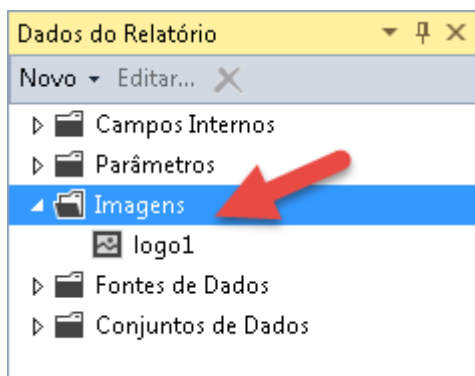 Dados do Relatório
Novo Editar...
Campos Internos
Parâmetros
Imagens
logo1
Fontes de Dados
Conjuntos de Dados